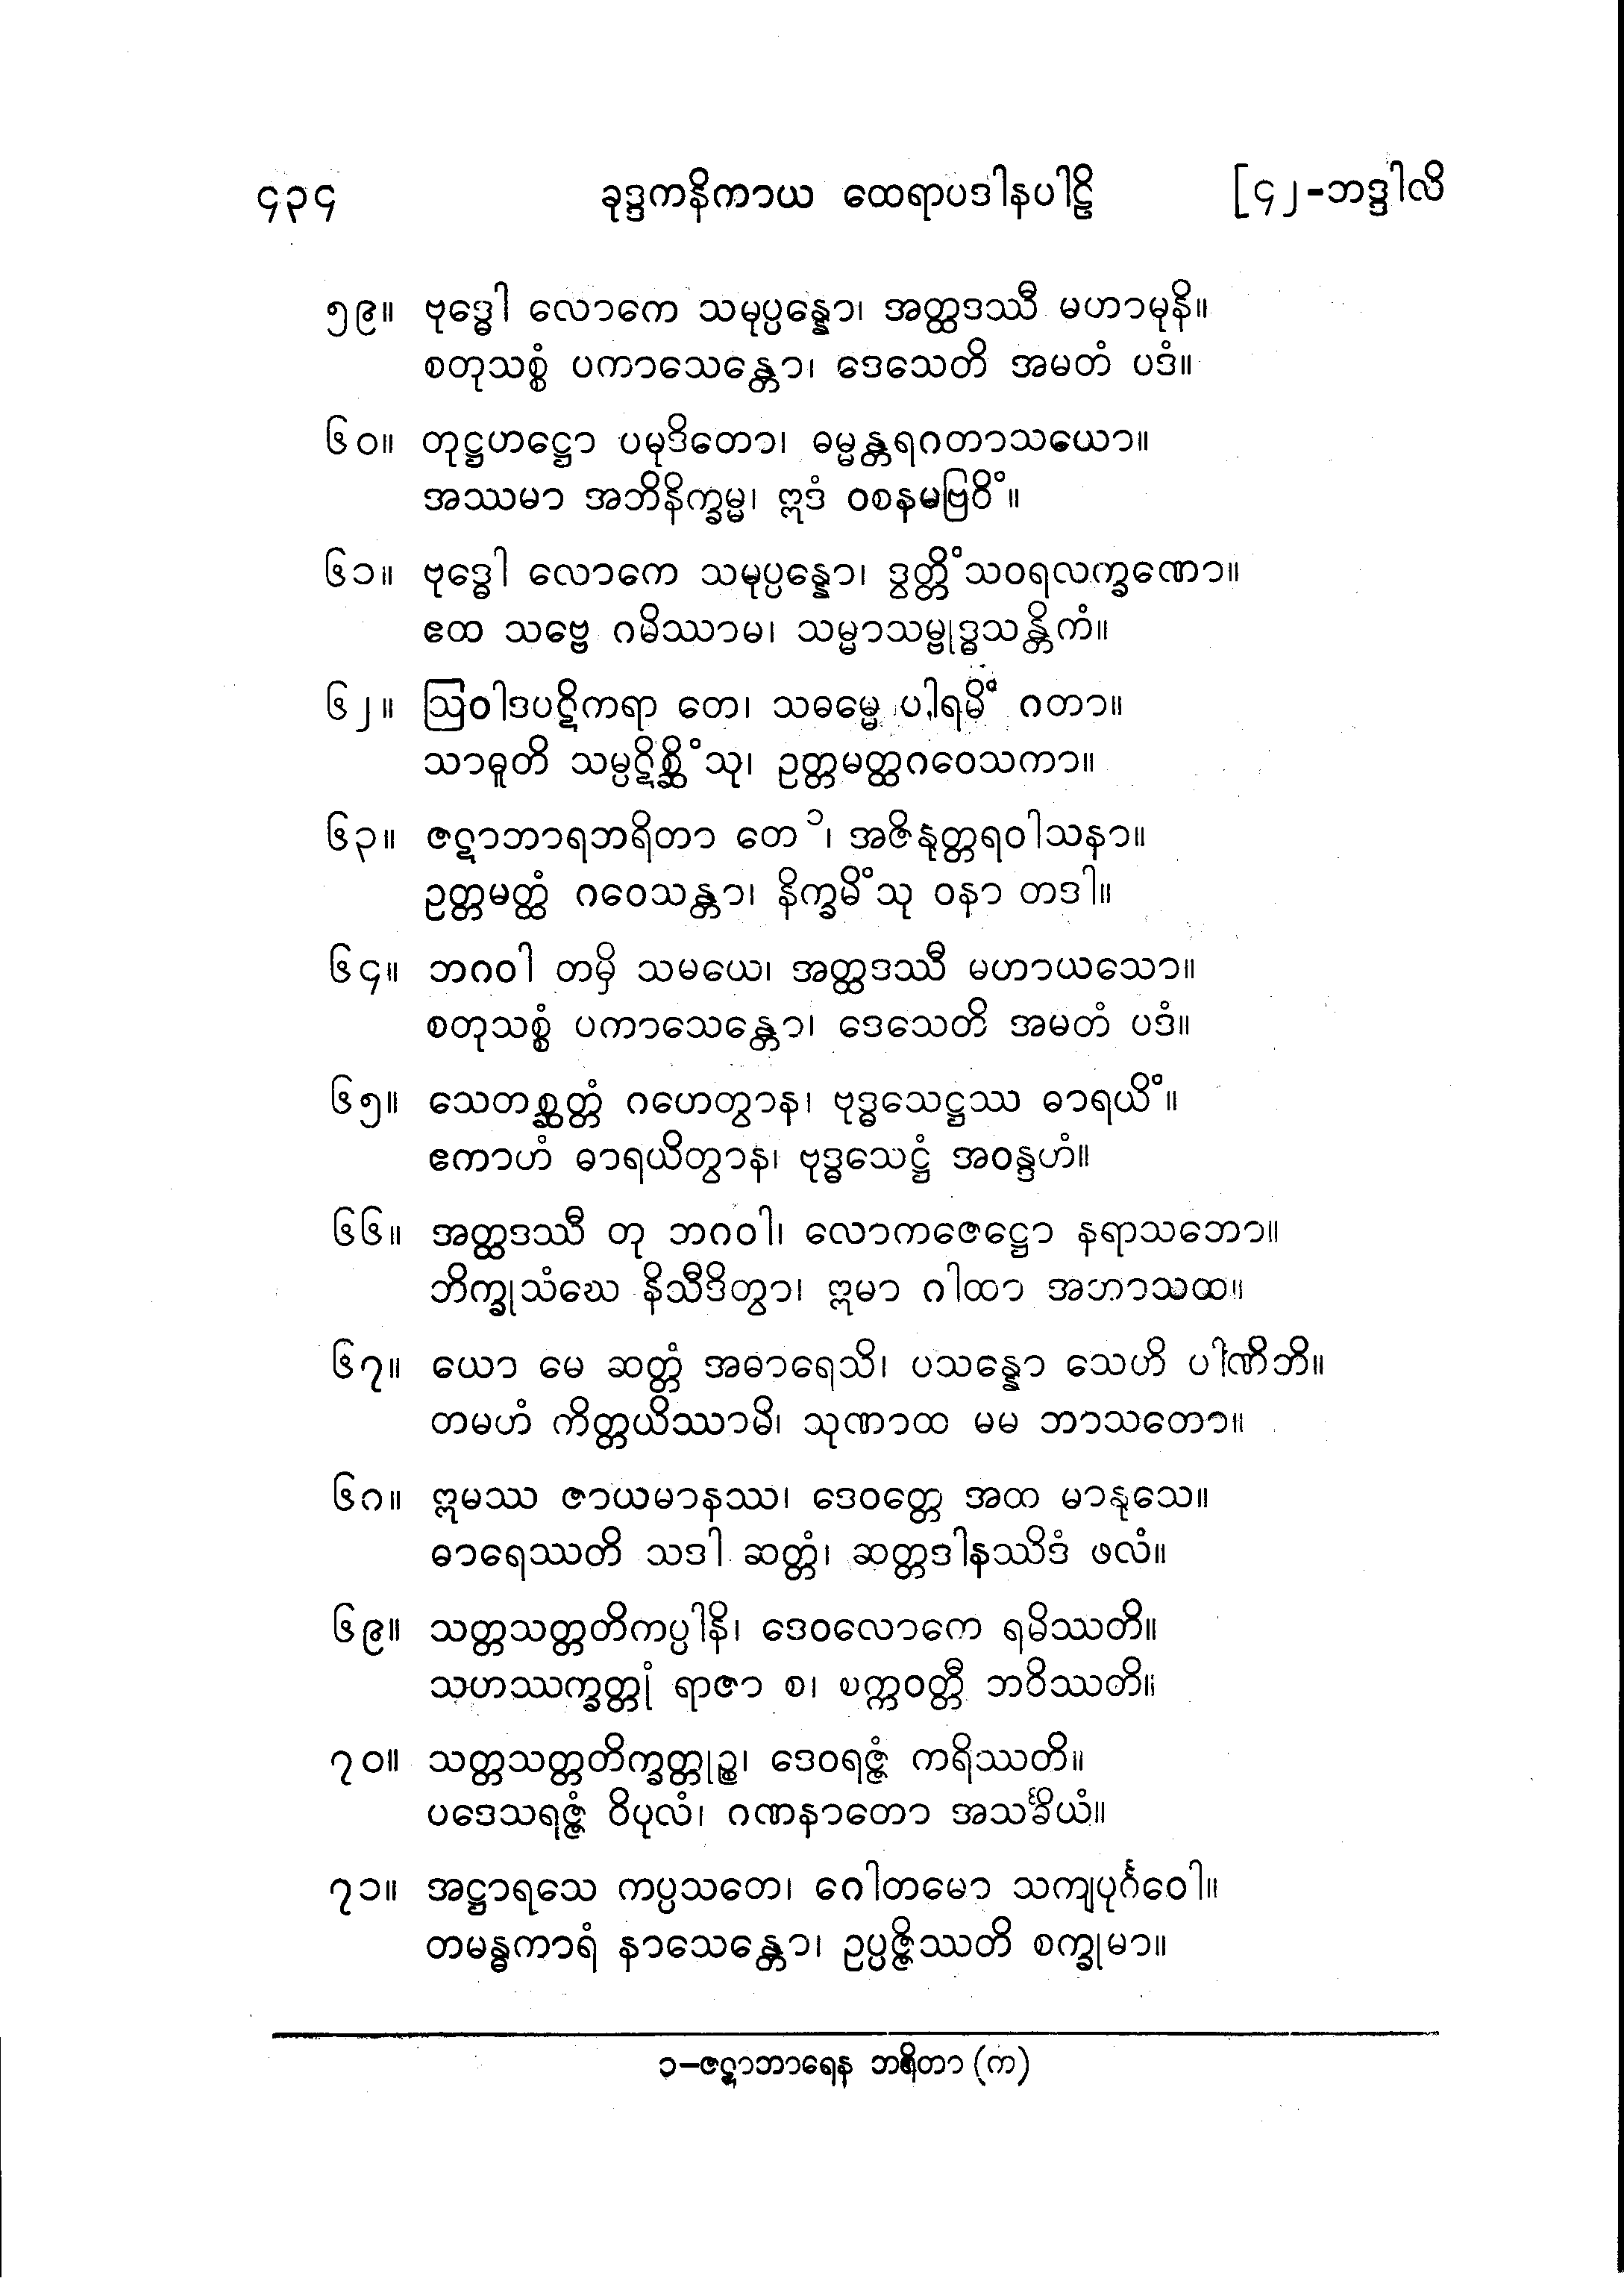 ၄၃၄ ခုဒ္ဒကနိကာယ ထေရာပဒါနပါဠိ [၄၂-ဘဒ္ဒါလိ
၅၉။ ဗုဒ္ဓေါ လောကေ သမုပ္ပန္နော၊ အတ္ထဒဿီ မဟာမုနိ။
စတုသစ္စံ ပကာသေန္တော၊ ဒေသေတိ အမတံ ပဒံ။
၆၀။ တုဋ္ဌဟဋ္ဌော ပမုဒိတော၊ ဓမ္မန္တရဂတာသယော။
အဿမာ အဘိနိက္ခမ္မ၊ ဣဒံ ဝစနမဗြဝိံ။
၆၁။ ဗုဒ္ဓေါ လောကေ သမုပ္ပန္နော၊ ဒွတ္တိံသဝရလက္ခဏော။
ဧထ သဗ္ဗေ ဂမိဿာမ၊ သမ္မာသမ္ဗုဒ္ဓသန္တိကံ။
၆၂။ ဩဝါဒပဋိကရာ တေ၊ သဓမ္မေ ပါရမိံ ဂတာ။
သာဓူတိ သမ္ပဋိစ္ဆိံသု၊ ဥတ္တမတ္ထဂဝေသကာ။
၆၃။ ဇဋာဘာရဘရိတာ တေ ၁၊ အဇိနုတ္တရဝါသနာ။
ဥတ္တမတ္ထံ ဂဝေသန္တာ၊ နိက္ခမိံသု ဝနာ တဒါ။
၆၄။ ဘဂဝါ တမှိ သမယေ၊ အတ္ထဒဿီ မဟာယသော။
စတုသစ္စံ ပကာသေန္တော၊ ဒေသေတိ အမတံ ပဒံ။
၆၅။ သေတစ္ဆတ္တံ ဂဟေတွာန၊ ဗုဒ္ဓသေဋ္ဌဿ ဓာရယိံ။
ဧကာဟံ ဓာရယိတွာန၊ ဗုဒ္ဓသေဋ္ဌံ အဝန္ဒဟံ။
၆၆။ အတ္ထဒဿီ တု ဘဂဝါ၊ လောကဇေဋ္ဌော နရာသဘော။
ဘိက္ခုသံဃေ နိသီဒိတွာ၊ ဣမာ ဂါထာ အဘာသထ။
၆၇။ ယော မေ ဆတ္တံ အဓာရေသိ၊ ပသန္နော သေဟိ ပါဏိဘိ။
တမဟံ ကိတ္တယိဿာမိ၊ သုဏာထ မမ ဘာသတော။
၆၈။ ဣမဿ ဇာယမာနဿ၊ ဒေဝတ္တေ အထ မာနုသေ။
ဓာရေဿတိ သဒါ ဆတ္တံ၊ ဆတ္တဒါနဿိဒံ ဖလံ။
၆၉။ သတ္တသတ္တတိကပ္ပါနိ၊ ဒေဝလောကေ ရမိဿတိ။
သဟဿက္ခတ္တုံ ရာဇာ စ၊ စက္ကဝတ္တီ ဘဝိဿတိ။
၇၀။ သတ္တသတ္တတိက္ခတ္တုဉ္စ၊ ဒေဝရဇ္ဇံ ကရိဿတိ။
ပဒေသရဇ္ဇံ ဝိပုလံ၊ ဂဏနာတော အသင်္ခိယံ။
၇၁။ အဋ္ဌာရသေ ကပ္ပသတေ၊ ဂေါတမော သကျပုင်္ဂဝေါ။
တမန္ဓကာရံ နာသေန္တော၊ ဥပ္ပဇ္ဇိဿတိ စက္ခုမာ။
၁-ဇဋာဘာရေန ဘရိတာ (က)